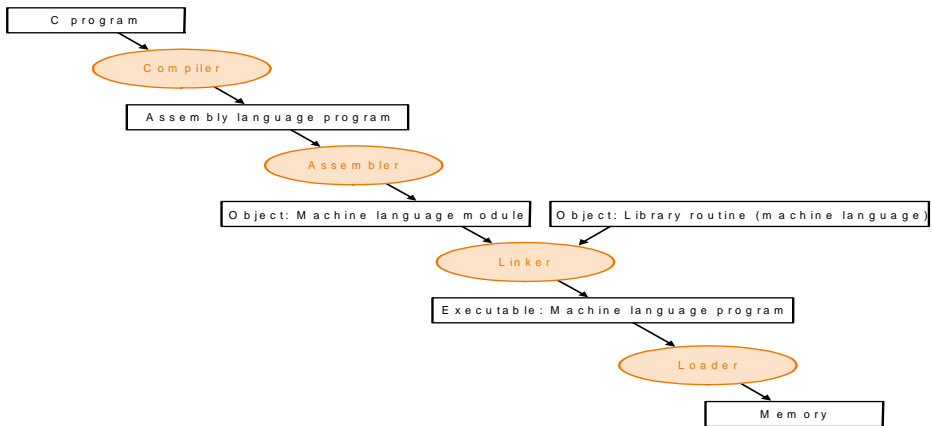 C program
Compiler
Assembly language program
Assembler
Object: Machine language module
Object: Library routine (machine language)
Linker
Executable: Machine language program
Loader
Memory